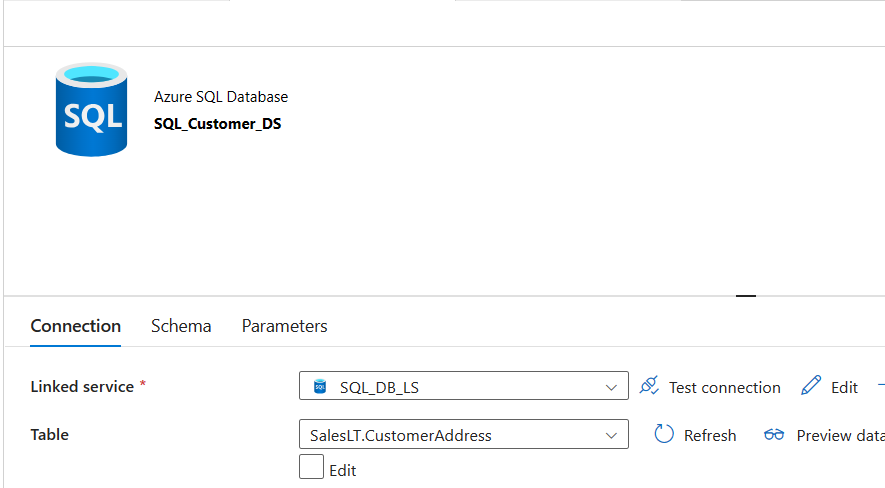 SQL
Azure SQL Database
SQL_Customer_DS
Connection Schema Parameters
Linked service * SQL SQL_DB_LS Test connection Edit
Table SalesLT.CustomerAddress Refresh Preview data
Edit